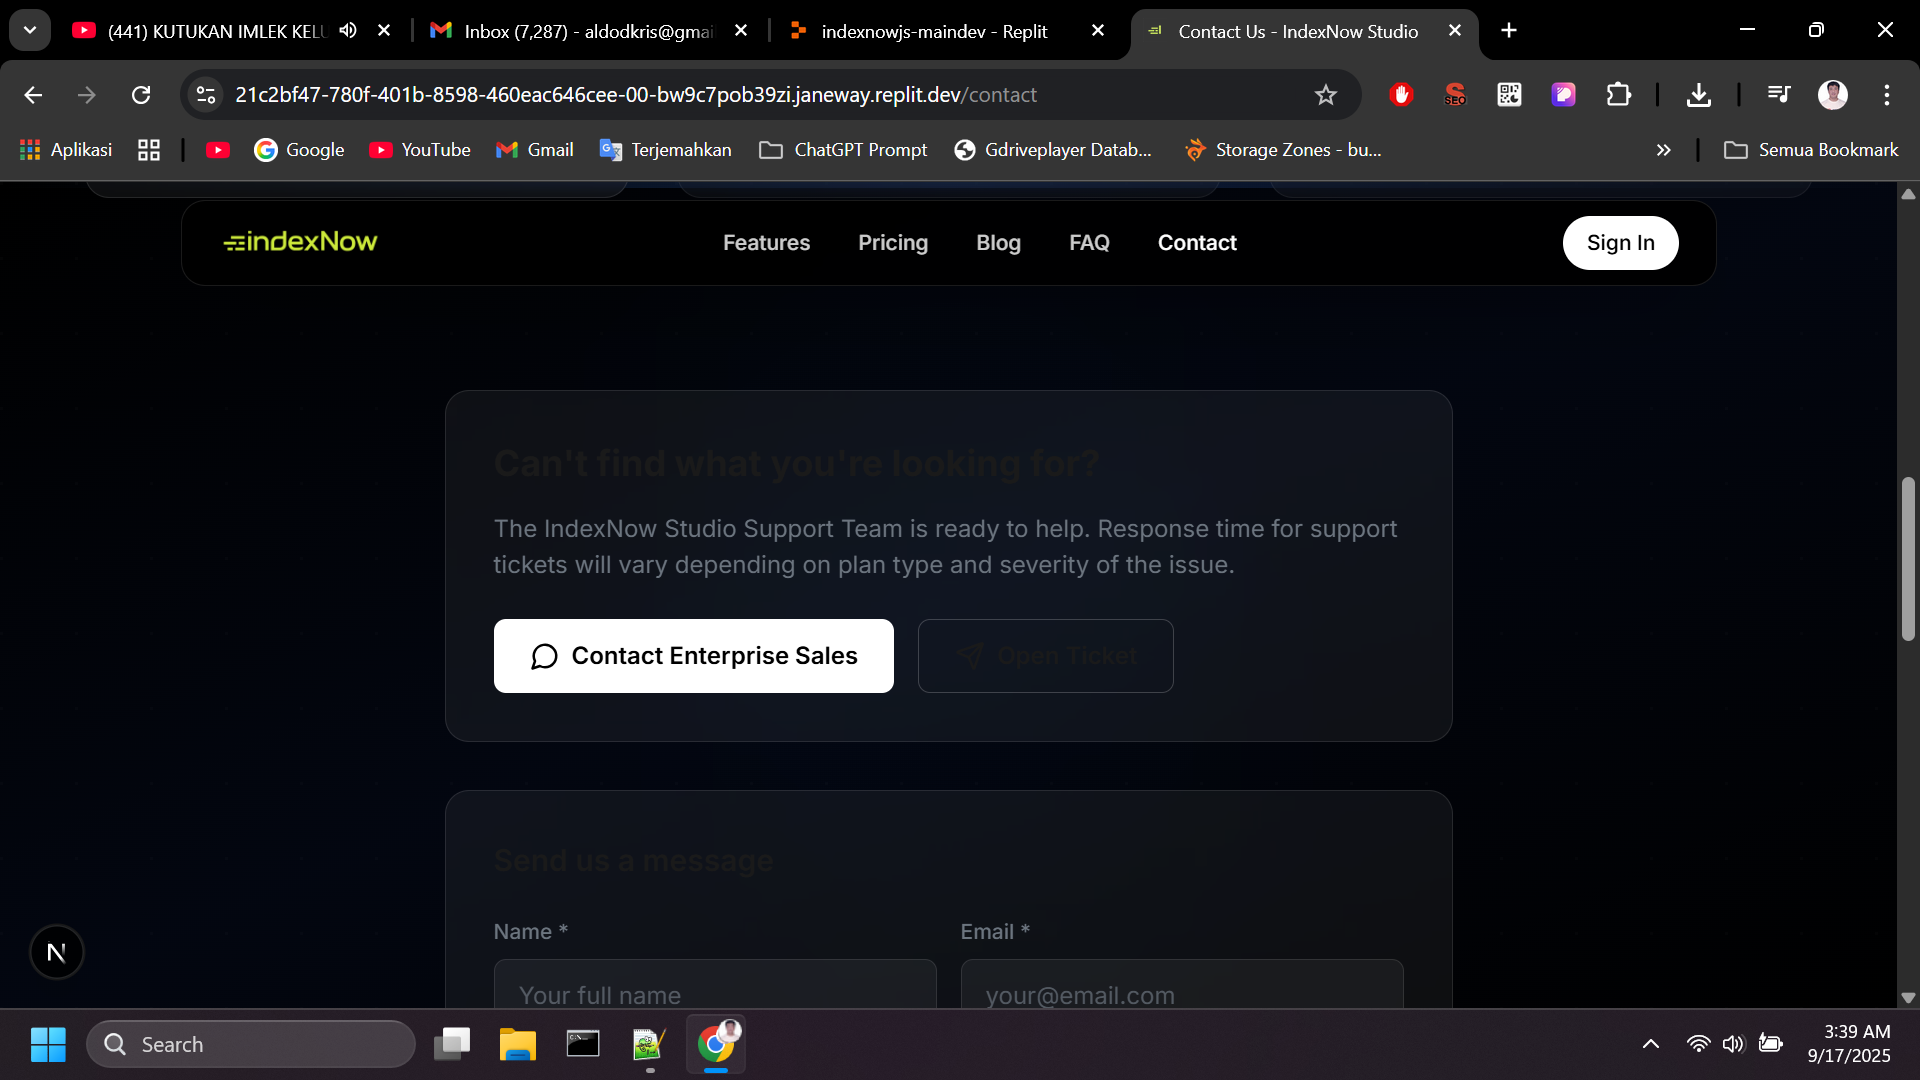 (441) KUTUKAN IMLEK KELU
Inbox (7,287) - aldodkris@gmai
indexnowjs-maindev - Replit
Contact Us - IndexNow Studio
21c2bf47-780f-401b-8598-460eac646cee-00-bw9c7pob39zi.janeway.replit.dev/contact
SEO
Aplikasi
Google
YouTube
Gmail
Terjemahkan
ChatGPT Prompt
Gdriveplayer Datab...
Storage Zones - bu...
Semua Bookmark
indexNow
Features
Pricing
Blog
FAQ
Contact
Sign In
Can't find what you're looking for?
The IndexNow Studio Support Team is ready to help. Response time for support
tickets will vary depending on plan type and severity of the issue.
Contact Enterprise Sales
Open Ticket
Send us a message
Name *
Email *
Your full name
your@email.com
N
Search
3:39 AM
9/17/2025